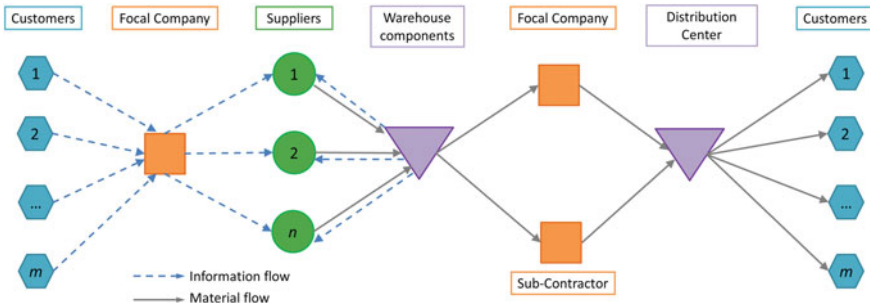 Customers
Focal Company
Suppliers
Warehouse
components
Focal Company
Distribution
Center
Customers
1
2
...
m
1
2
n
1
2
...
m
Sub-Contractor
Information flow
Material flow